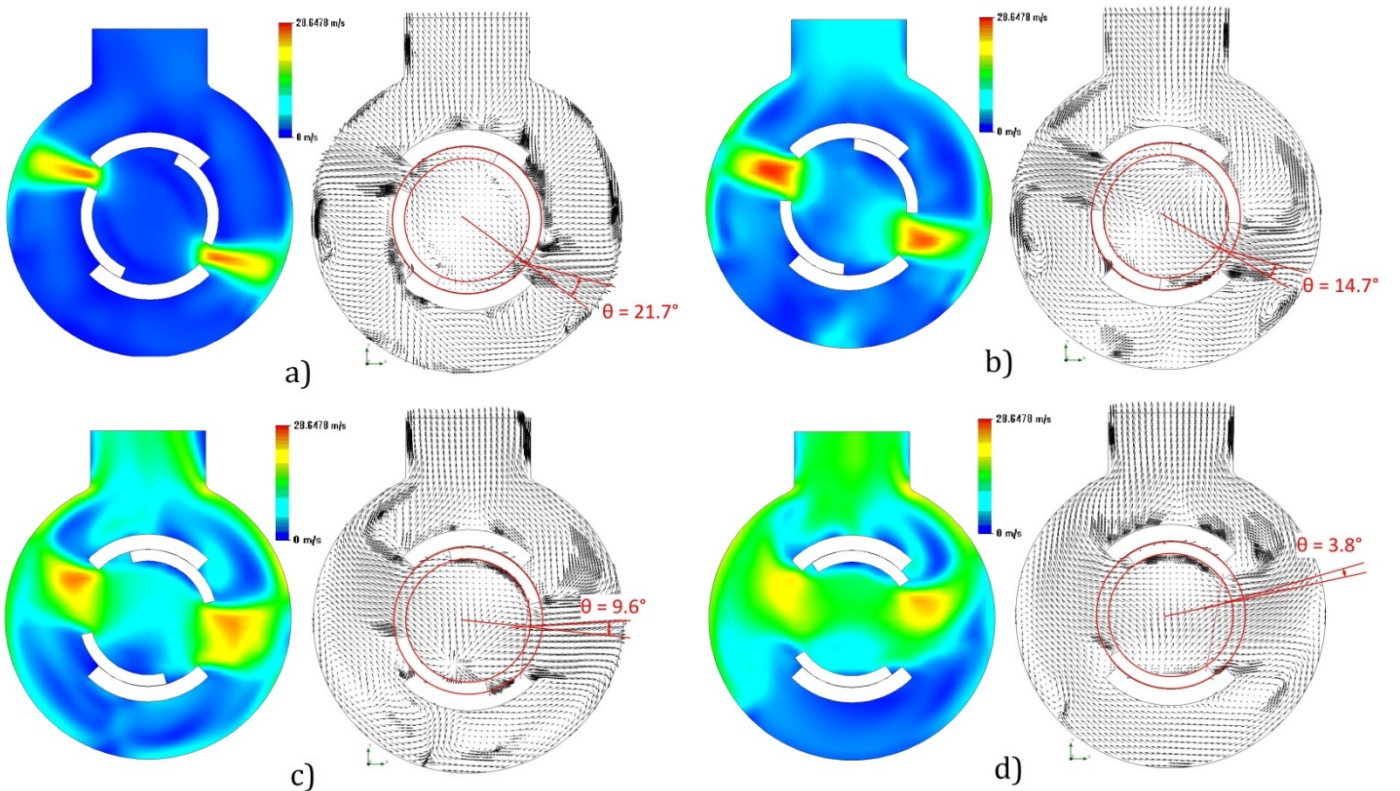 28.6478 m/s
0 m/s
θ = 21.7°
a)
28.6478 m/s
0 m/s
θ = 14.7°
b)
28.6478 m/s
0 m/s
θ = 9.6°
c)
28.6478 m/s
0 m/s
θ = 3.8°
d)